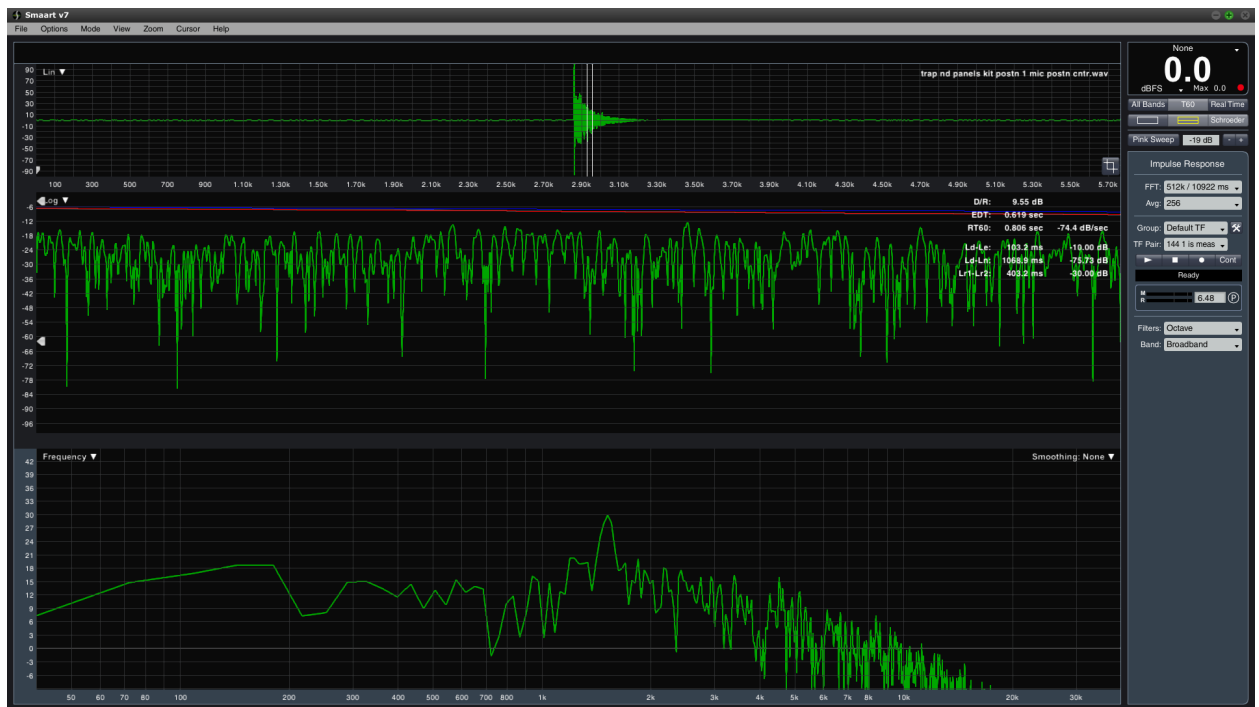 Smaart v7
File Options Mode View Zoom Cursor Help
90 Lin ▼ trap nd panels kit postn 1 mic postn cntr.wav
70
50
30
10
-10
-30
-50
-70
-90
100 300 500 700 900 1.10k 1.30k 1.50k 1.70k 1.90k 2.10k 2.30k 2.50k 2.70k 2.90k 3.10k 3.30k 3.50k 3.70k 3.90k 4.10k 4.30k 4.50k 4.70k 4.90k 5.10k 5.30k 5.50k 5.70k
Log ▼
D/R: 9.55 dB
EDT: 0.619 sec
RT60: 0.806 sec -74.4 dB/sec
Ld-Le: 103.2 ms -10.00 dB
Ld-Ln: 1068.9 ms -75.73 dB
Lr1-Lr2: 403.2 ms -30.00 dB
-6
-12
-18
-24
-30
-36
-42
-48
-54
-60
-66
-72
-78
-84
-90
-96
Frequency ▼ Smoothing: None ▼
42
39
36
33
30
27
24
21
18
15
12
9
6
3
0
-3
-6
50 60 70 80 100 200 300 400 500 600 700 800 1k 2k 3k 4k 5k 6k 7k 8k 10k 20k 30k
None
0.0
dBFS Max 0.0
All Bands T60 Real Time
Schroeder
Pink Sweep -19 dB - +
Impulse Response
FFT: 512k / 10922 ms
Avg: 256
Group: Default TF
TF Pair: 144 1 is meas
Cont
Ready
M
R 6.48 P
Filters: Octave
Band: Broadband